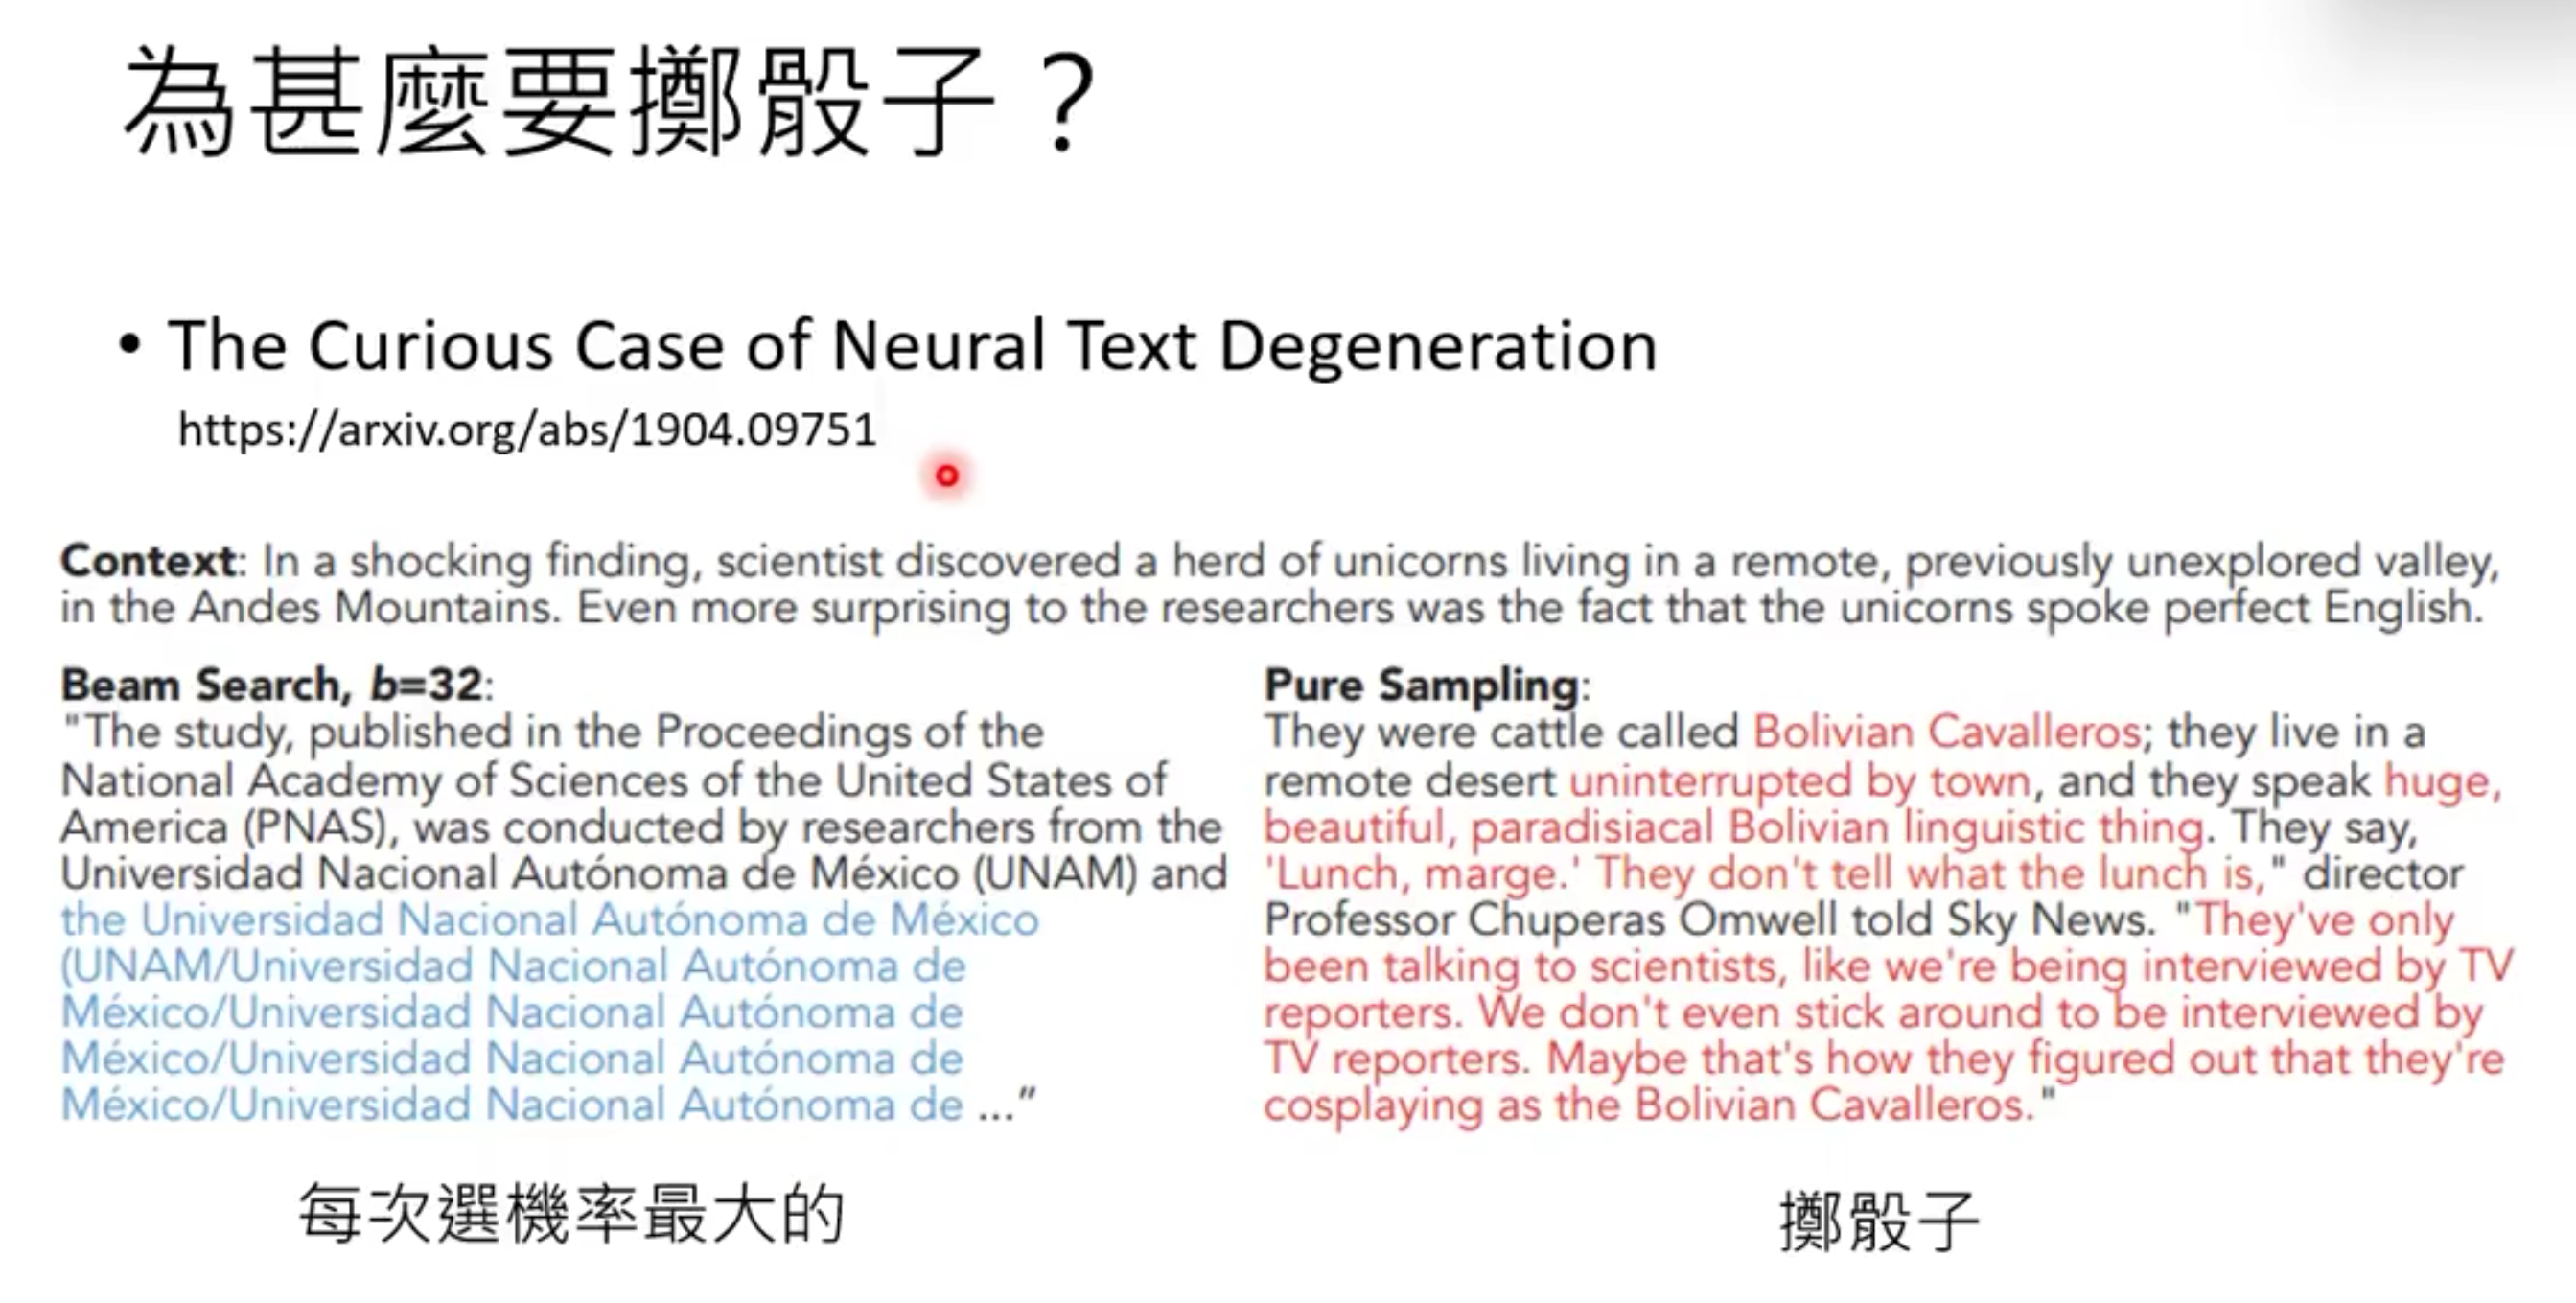 為甚麼要擲骰子？
• The Curious Case of Neural Text Degeneration
https://arxiv.org/abs/1904.09751
Context: In a shocking finding, scientist discovered a herd of unicorns living in a remote, previously unexplored valley,
in the Andes Mountains. Even more surprising to the researchers was the fact that the unicorns spoke perfect English.
Beam Search, b=32:
"The study, published in the Proceedings of the
National Academy of Sciences of the United States of
America (PNAS), was conducted by researchers from the
Universidad Nacional Autónoma de México (UNAM) and
the Universidad Nacional Autónoma de México
(UNAM/Universidad Nacional Autónoma de
México/Universidad Nacional Autónoma de
México/Universidad Nacional Autónoma de
México/Universidad Nacional Autónoma de ...”
每次選機率最大的
Pure Sampling:
They were cattle called Bolivian Cavalleros; they live in a
remote desert uninterrupted by town, and they speak huge,
beautiful, paradisiacal Bolivian linguistic thing. They say,
'Lunch, marge.' They don't tell what the lunch is," director
Professor Chuperas Omwell told Sky News. "They've only
been talking to scientists, like we're being interviewed by TV
reporters. We don't even stick around to be interviewed by
TV reporters. Maybe that's how they figured out that they're
cosplaying as the Bolivian Cavalleros."
擲骰子